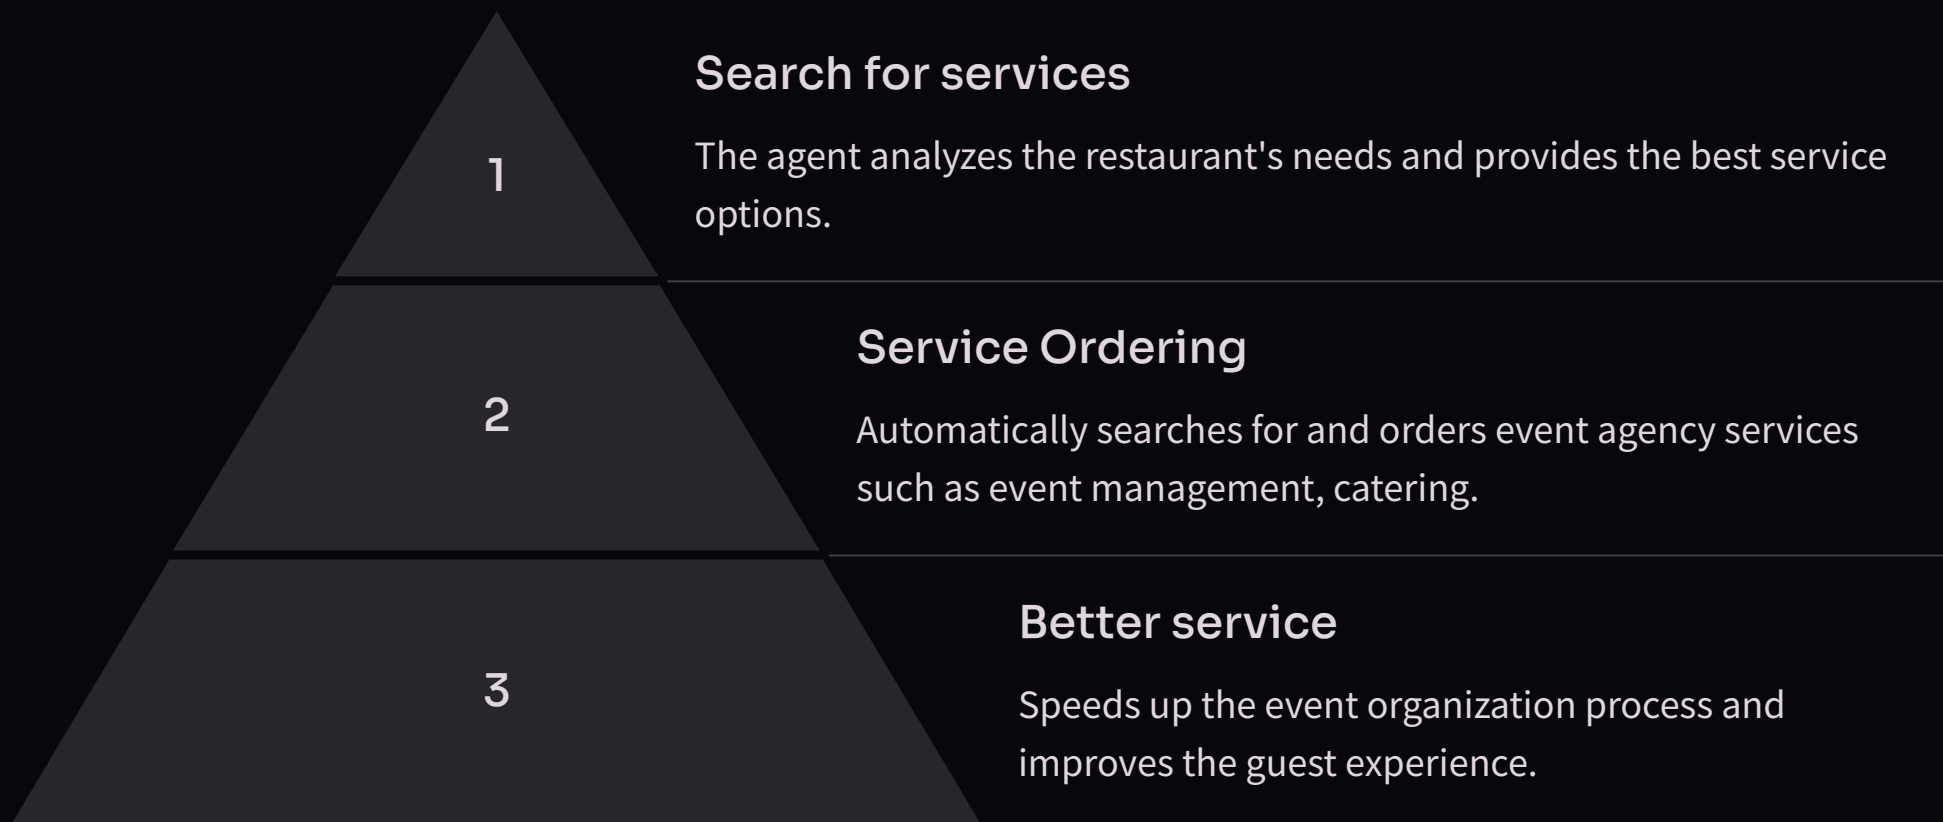 1
Search for services
The agent analyzes the restaurant's needs and provides the best service
options.
2
Service Ordering
Automatically searches for and orders event agency services
such as event management, catering.
3
Better service
Speeds up the event organization process and
improves the guest experience.